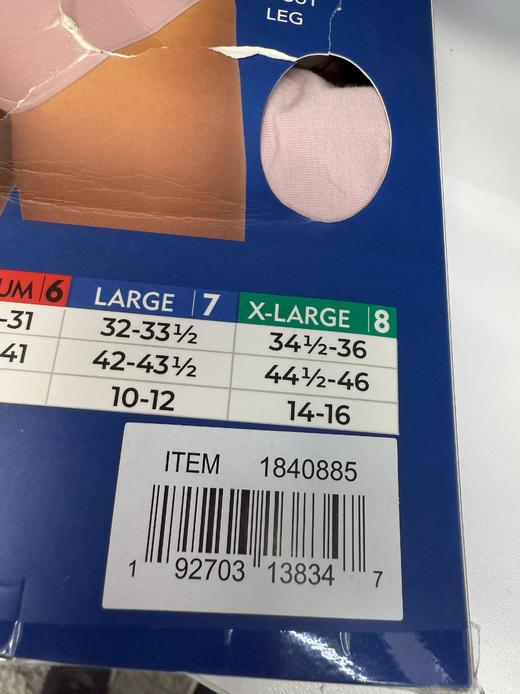 LEG
UM|6 LARGE |7 X-LARGE |8
-31 32-33½ 34½-36
41 42-43½ 44½-46
10-12 14-16
ITEM 1840885
1 92703 13834 7